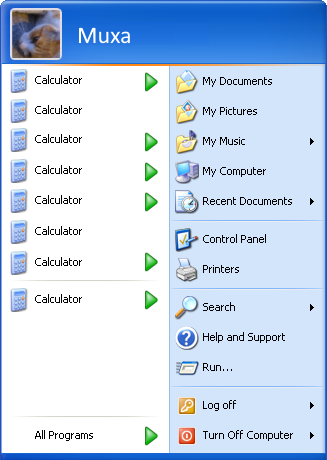 Muxa
Calculator
Calculator
Calculator
Calculator
Calculator
Calculator
Calculator
Calculator
All Programs
My Documents
My Pictures
My Music
My Computer
Recent Documents
Control Panel
Printers
Search
Help and Support
Run...
Log off
Turn Off Computer